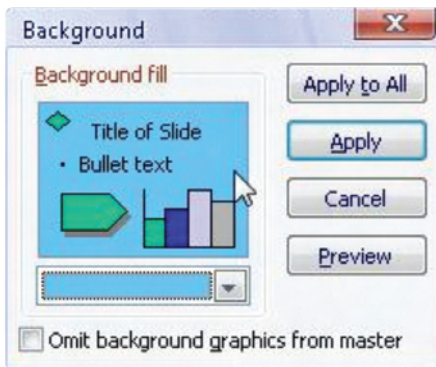 Background
Background fill
Title of Slide
• Bullet text
Apply to All
Apply
Cancel
Preview
Omit background graphics from master